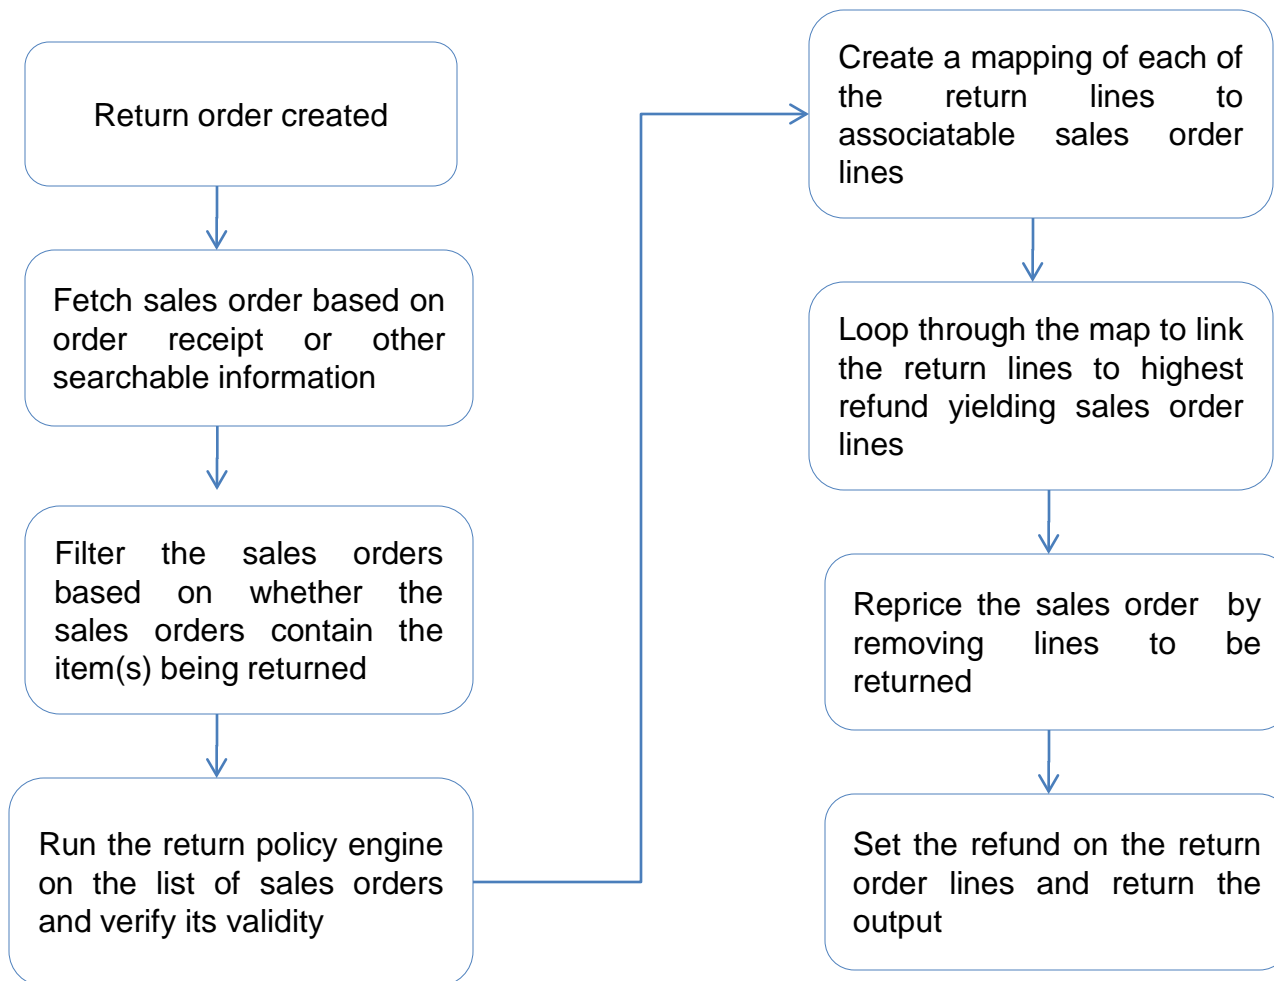 Return order created
Fetch sales order based on
order receipt or other
searchable information
Filter the sales orders
based on whether the
sales orders contain the
item(s) being returned
Run the return policy engine
on the list of sales orders
and verify its validity
Create a mapping of each of
the return lines to
associatable sales order
lines
Loop through the map to link
the return lines to highest
refund yielding sales order
lines
Reprice the sales order by
removing lines to be
returned
Set the refund on the return
order lines and return the
output